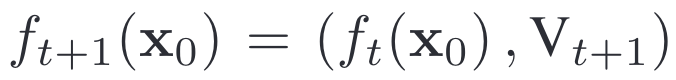 f_{t+1}(𝐱_0) = (f_t(𝐱_0), V_{t+1})